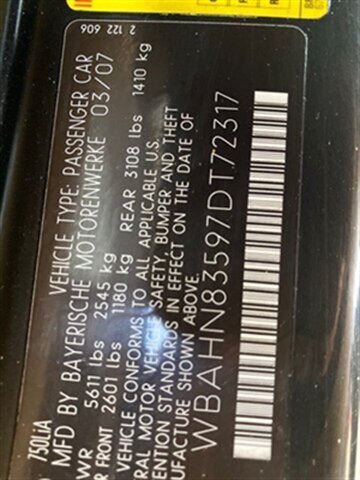 2 122 606
750LiA
VEHICLE TYPE: PASSENGER CAR
MFD BY BAYERISCHE MOTORENWERKE 03/07
WR 5611 lbs 2545 kg
R FRONT 2601 lbs 1180 kg REAR 3108 lbs 1410 kg
VEHICLE CONFORMS TO ALL APPLICABLE U.S.
RAL MOTOR VEHICLE SAFETY, BUMPER AND THEFT
ENTION STANDARDS IN EFFECT ON THE DATE OF
UFACTURE SHOWN ABOVE.
WBAHN83597DT72317